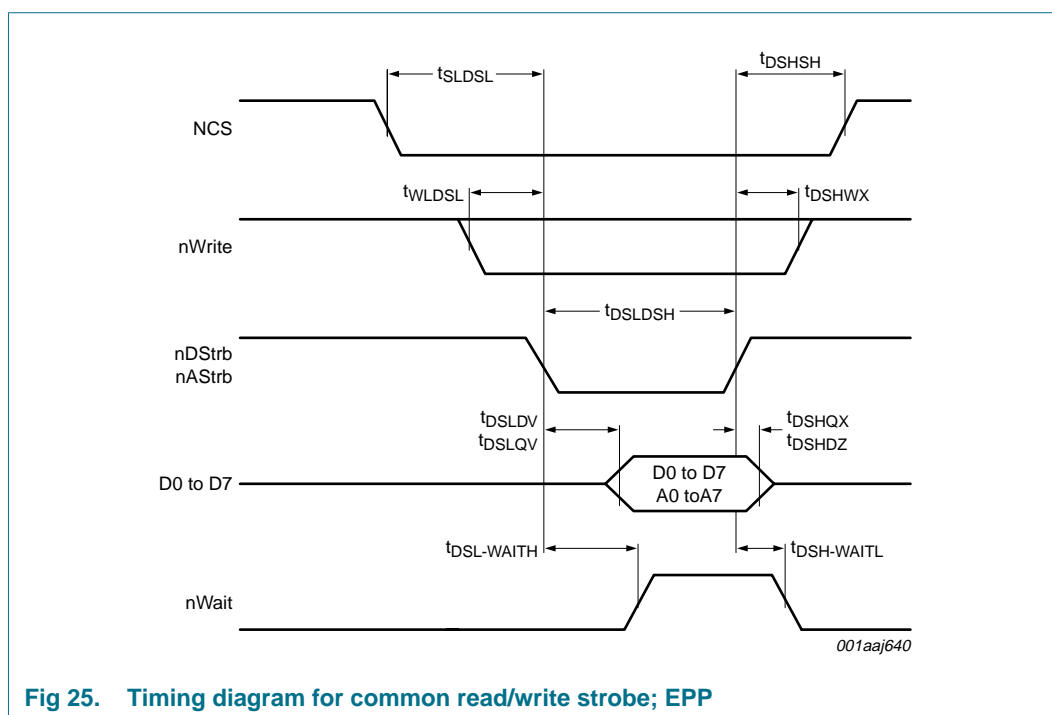 tSLDSL
tDSHSH
NCS
tWLDSL
tDSHWX
nWrite
tDSLDSH
nDStrb
nAStrb
tDSLDV
tDSLQV
tDSHQX
tDSHDZ
D0 to D7
D0 to D7
A0 toA7
tDSL-WAITH
tDSH-WAITL
nWait
001aaj640
Fig 25. Timing diagram for common read/write strobe; EPP